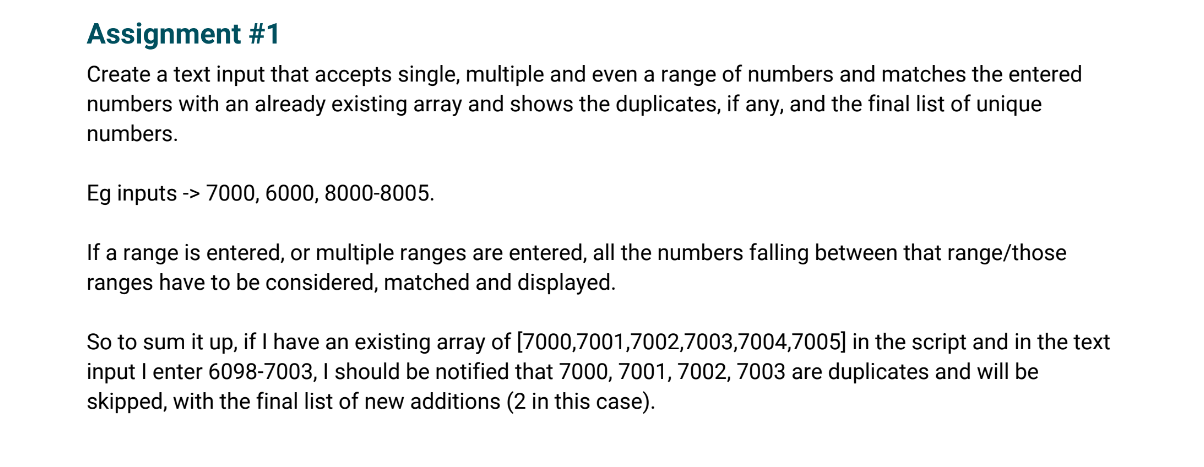 Assignment #1
Create a text input that accepts single, multiple and even a range of numbers and matches the entered
numbers with an already existing array and shows the duplicates, if any, and the final list of unique
numbers.
Eg inputs -> 7000, 6000, 8000-8005.
If a range is entered, or multiple ranges are entered, all the numbers falling between that range/those
ranges have to be considered, matched and displayed.
So to sum it up, if I have an existing array of [7000,7001,7002,7003,7004,7005] in the script and in the text
input I enter 6098-7003, I should be notified that 7000, 7001, 7002, 7003 are duplicates and will be
skipped, with the final list of new additions (2 in this case).